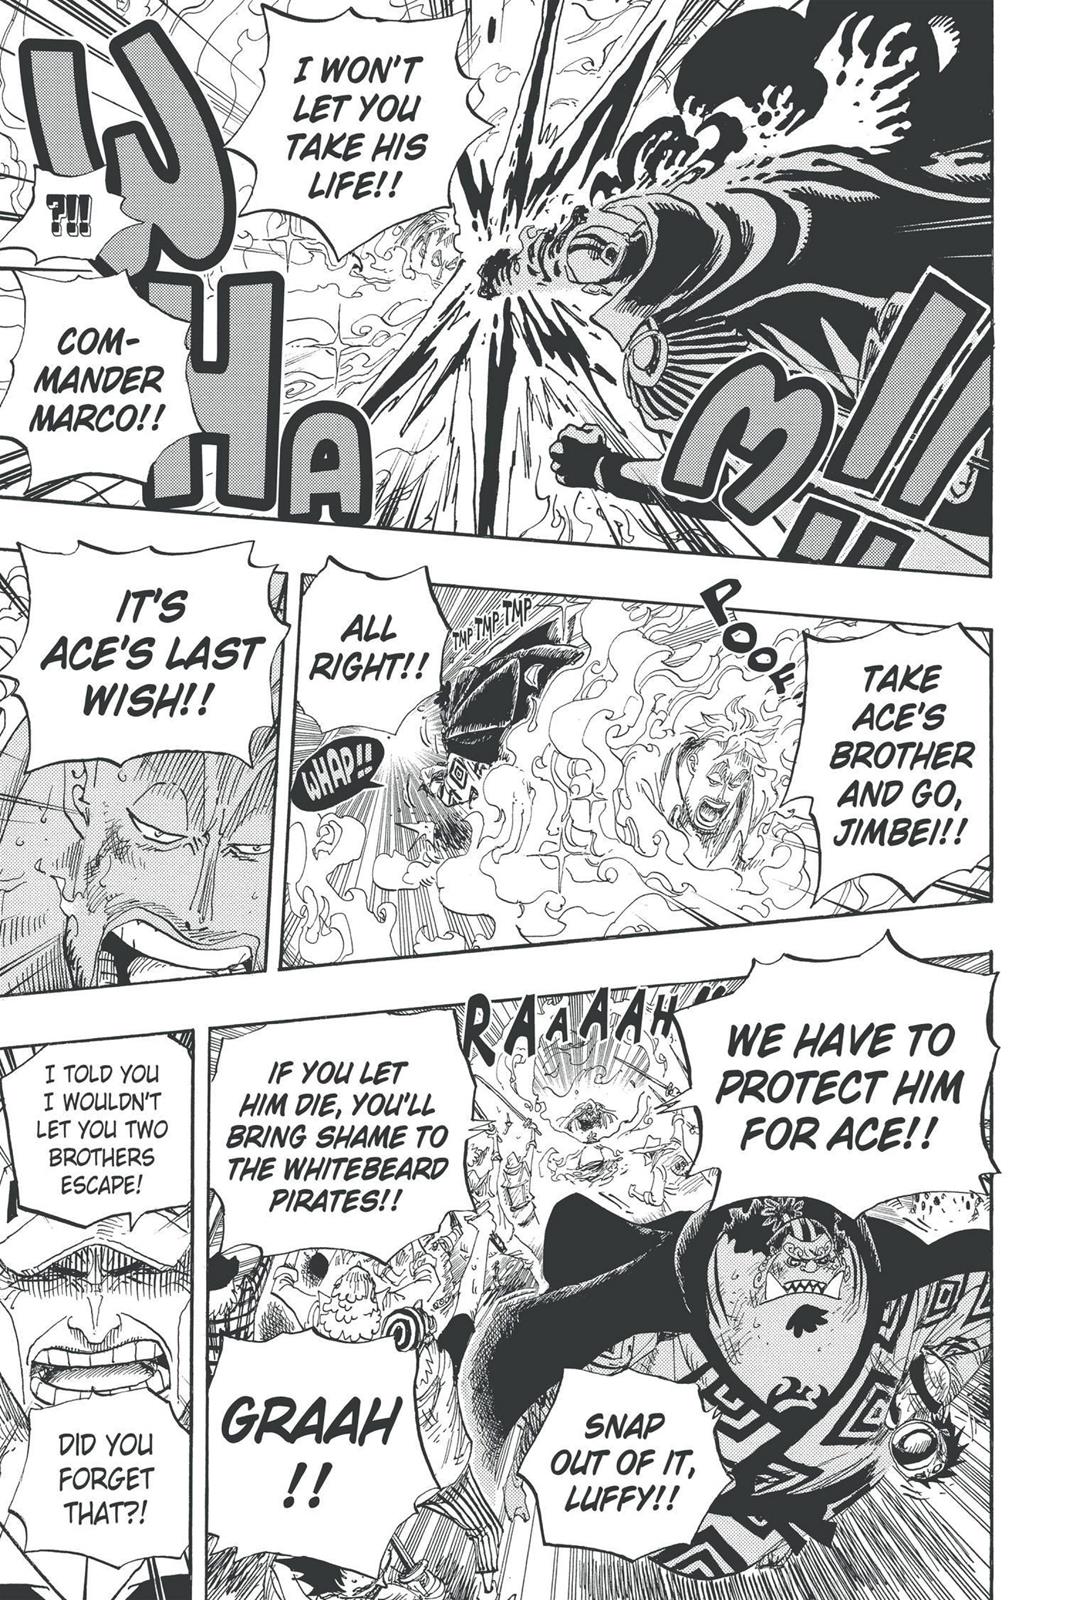 I WON'T
LET YOU
TAKE HIS
LIFE!!
?!!
COM-
MANDER
MARCO!!
TAKE
ACE'S
BROTHER
AND GO,
JIMBEI!!
POOF
ALL
RIGHT!!
TMP TMP TMP
WHAP!!
IT'S
ACE'S LAST
WISH!!
WE HAVE TO
PROTECT HIM
FOR ACE!!
RAAAAH!!
IF YOU LET
HIM DIE, YOU'LL
BRING SHAME TO
THE WHITEBEARD
PIRATES!!
SNAP
OUT OF IT,
LUFFY!!
GRAAH
!!
I TOLD YOU
I WOULDN'T
LET YOU TWO
BROTHERS
ESCAPE!
DID YOU
FORGET
THAT?!